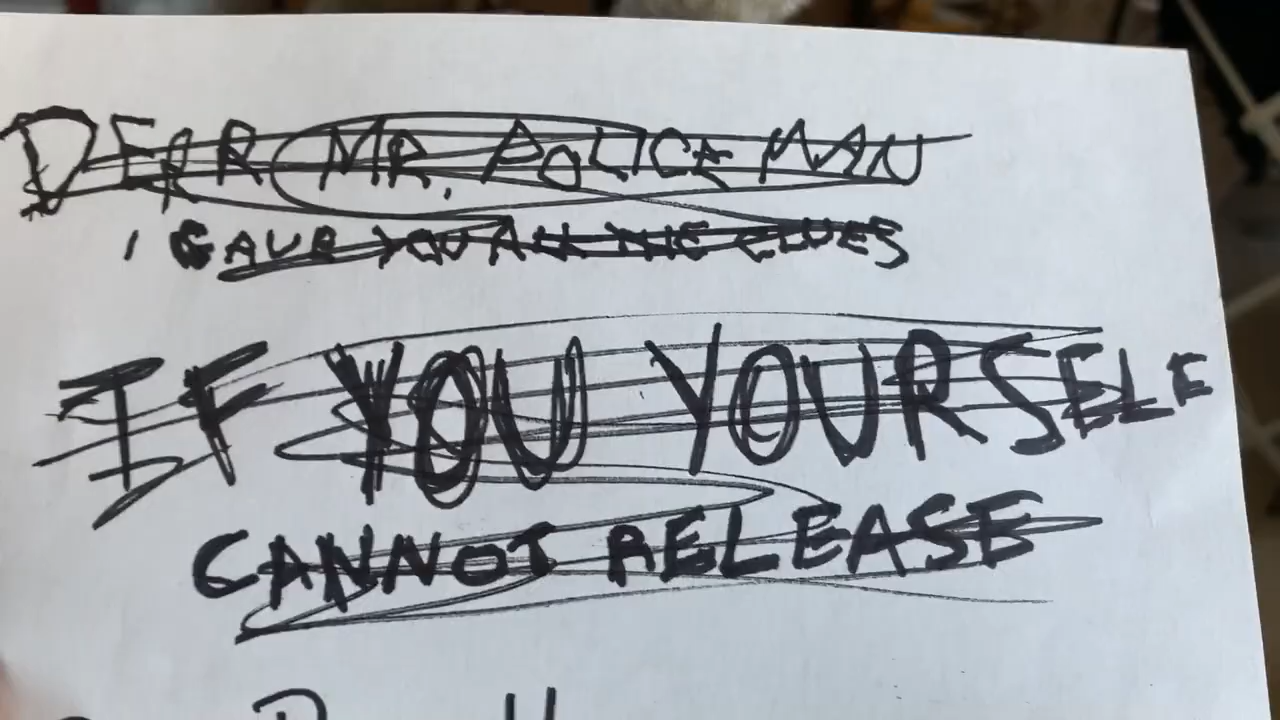 DEAR MR. POLICE MAN
I GAVE YOU ALL THE CLUES
IF YOU YOURSELF
CANNOT RELEASE